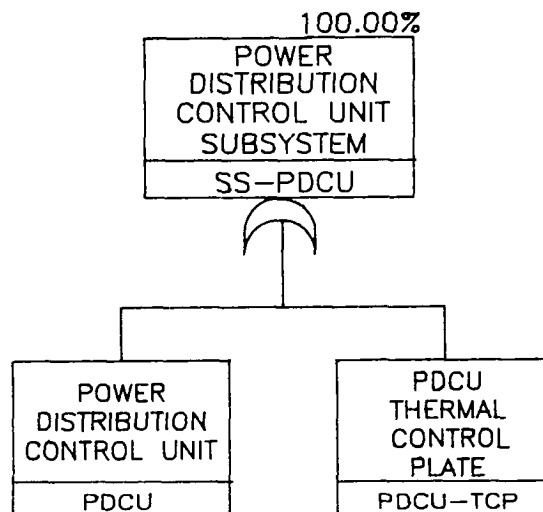 100.00%
POWER
DISTRIBUTION
CONTROL UNIT
SUBSYSTEM
SS-PDCU
POWER
DISTRIBUTION
CONTROL UNIT
PDCU
PDCU
THERMAL
CONTROL
PLATE
PDCU-TCP